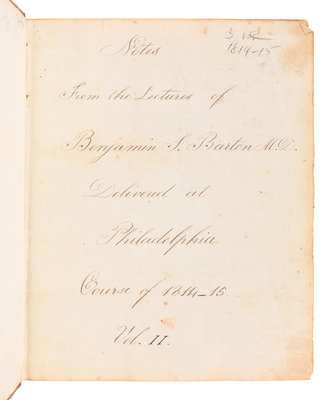 3 vol
1814-15
Notes
From the Lectures of
Benjamin S. Barton M.D.
Delivered at
Philadelphia.
Course of 1814-15
Vol. II.